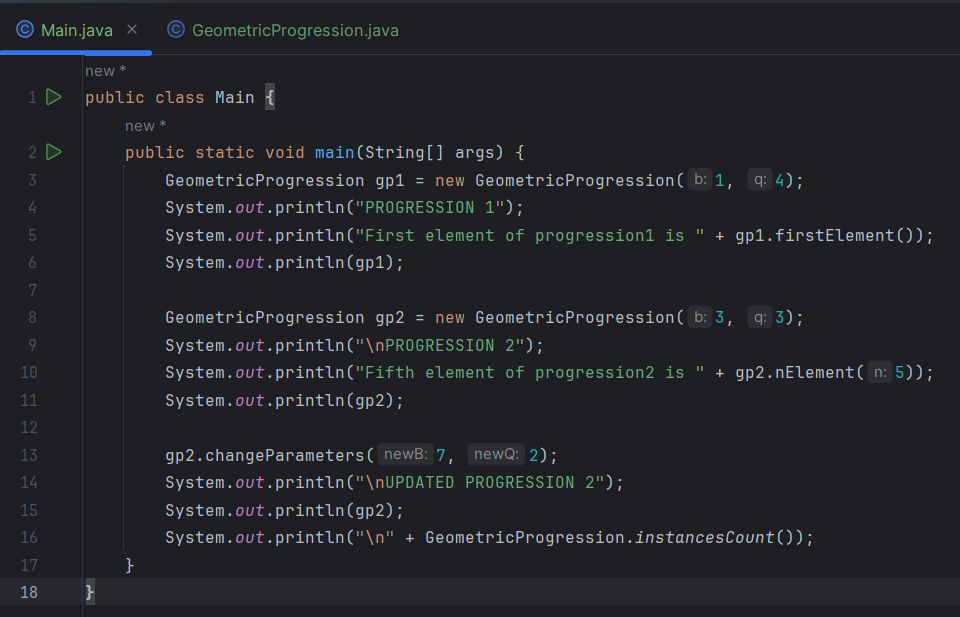 Main.java × GeometricProgression.java
new *
1 public class Main {
new *
2 public static void main(String[] args) {
3 GeometricProgression gp1 = new GeometricProgression( b: 1, q: 4);
4 System.out.println("PROGRESSION 1");
5 System.out.println("First element of progression1 is " + gp1.firstElement());
6 System.out.println(gp1);
7
8 GeometricProgression gp2 = new GeometricProgression( b: 3, q: 3);
9 System.out.println("\nPROGRESSION 2");
10 System.out.println("Fifth element of progression2 is " + gp2.nElement( n: 5));
11 System.out.println(gp2);
12
13 gp2.changeParameters( newB: 7, newQ: 2);
14 System.out.println("\nUPDATED PROGRESSION 2");
15 System.out.println(gp2);
16 System.out.println("\n" + GeometricProgression.instancesCount());
17 }
18 }